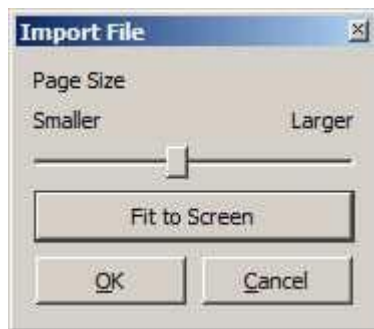 Import File
Page Size
Smaller Larger
Fit to Screen
OK Cancel